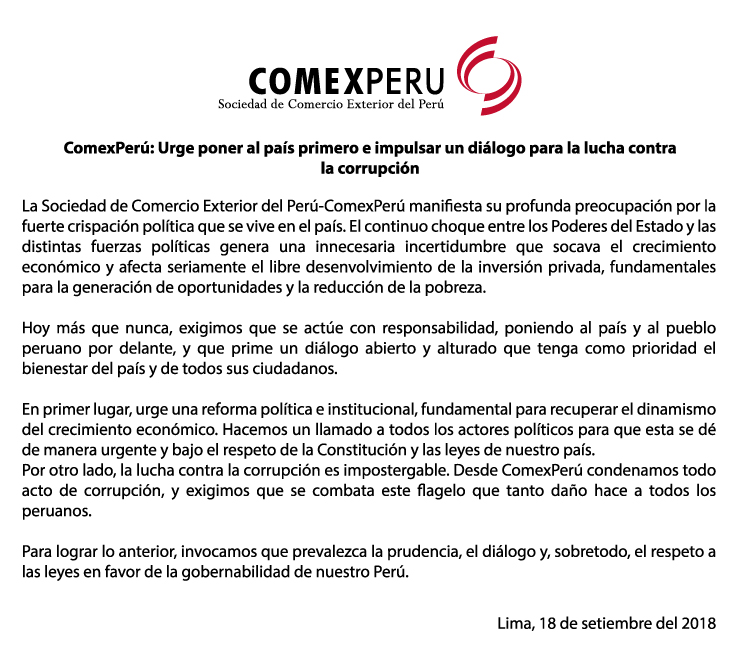 COMEXPERU
Sociedad de Comercio Exterior del Perú
ComexPerú: Urge poner al país primero e impulsar un diálogo para la lucha contra
la corrupción
La Sociedad de Comercio Exterior del Perú-ComexPerú manifiesta su profunda preocupación por la
fuerte crispación política que se vive en el país. El continuo choque entre los Poderes del Estado y las
distintas fuerzas políticas genera una innecesaria incertidumbre que socava el crecimiento
económico y afecta seriamente el libre desenvolvimiento de la inversión privada, fundamentales
para la generación de oportunidades y la reducción de la pobreza.
Hoy más que nunca, exigimos que se actúe con responsabilidad, poniendo al país y al pueblo
peruano por delante, y que prime un diálogo abierto y alturado que tenga como prioridad el
bienestar del país y de todos sus ciudadanos.
En primer lugar, urge una reforma política e institucional, fundamental para recuperar el dinamismo
del crecimiento económico. Hacemos un llamado a todos los actores políticos para que esta se dé
de manera urgente y bajo el respeto de la Constitución y las leyes de nuestro país.
Por otro lado, la lucha contra la corrupción es impostergable. Desde ComexPerú condenamos todo
acto de corrupción, y exigimos que se combata este flagelo que tanto daño hace a todos los
peruanos.
Para lograr lo anterior, invocamos que prevalezca la prudencia, el diálogo y, sobretodo, el respeto a
las leyes en favor de la gobernabilidad de nuestro Perú.
Lima, 18 de setiembre del 2018